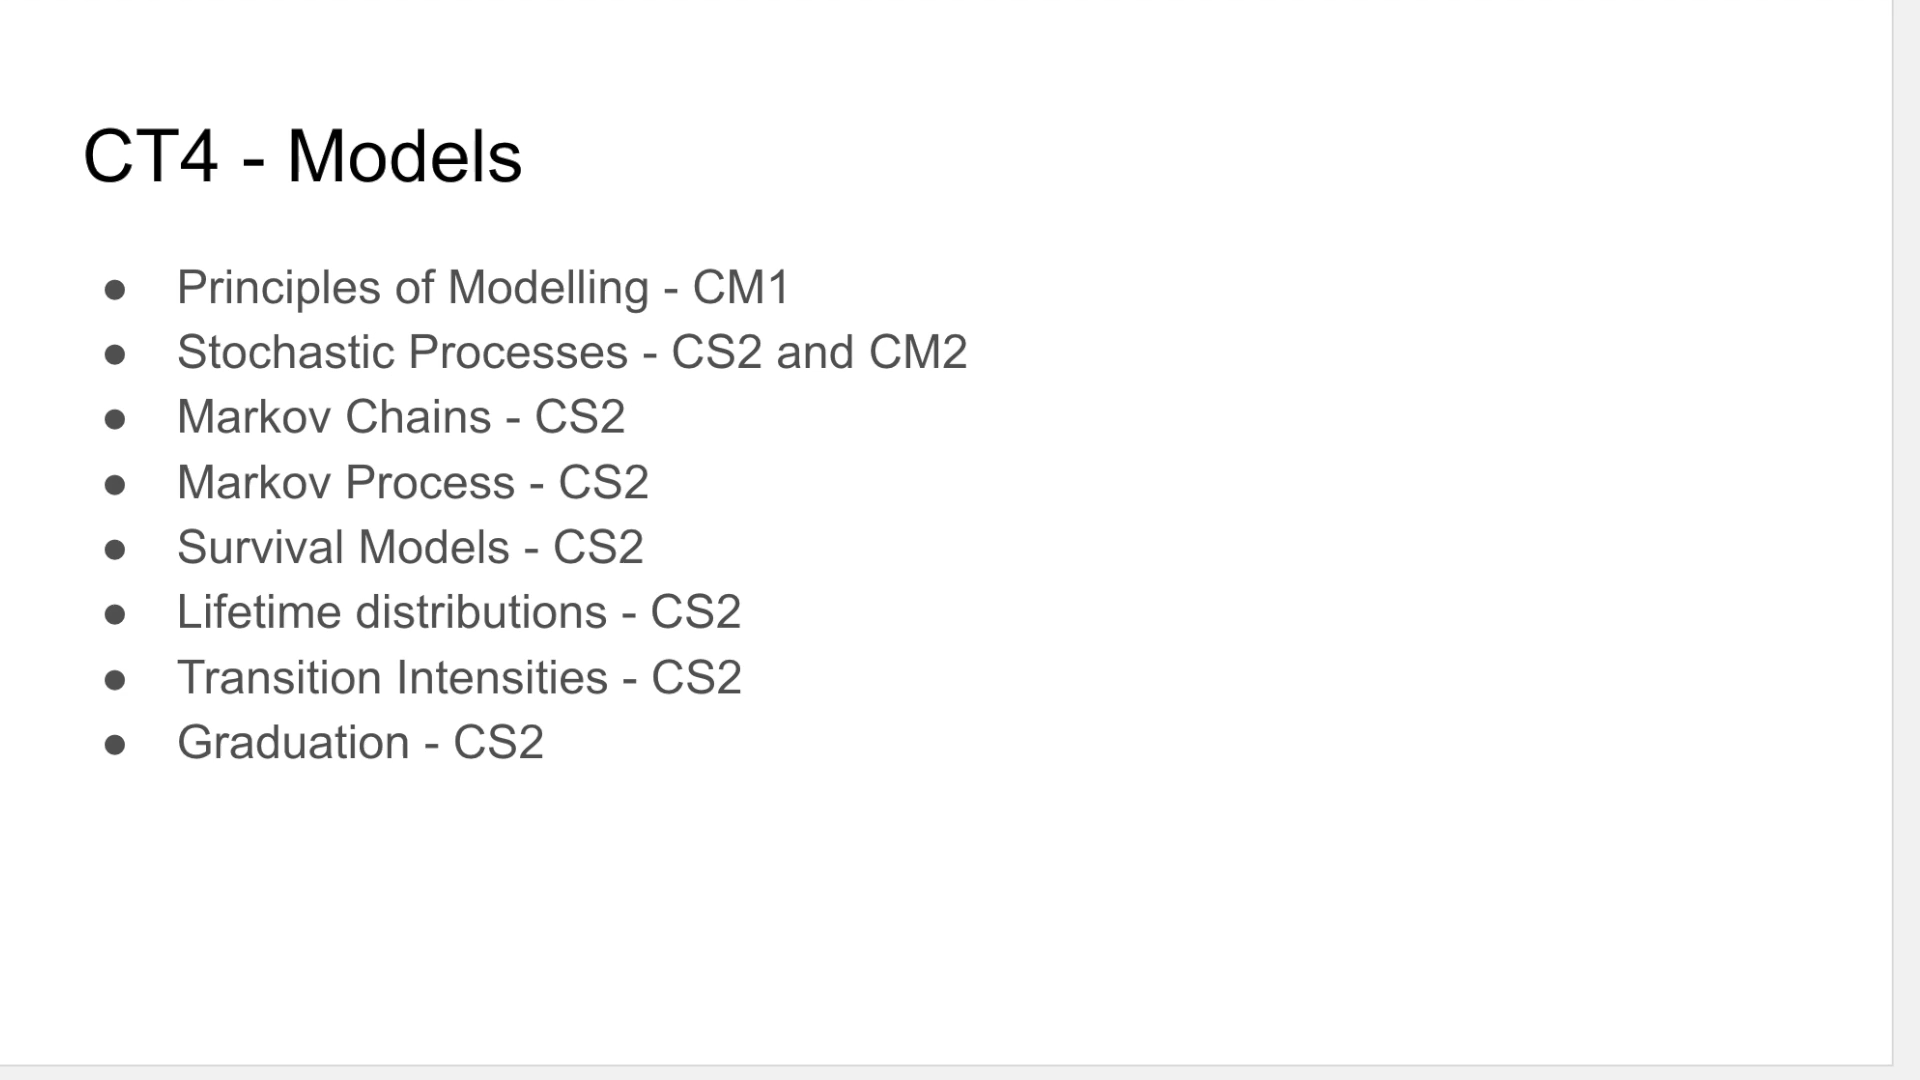 CT4 - Models
● Principles of Modelling - CM1
● Stochastic Processes - CS2 and CM2
● Markov Chains - CS2
● Markov Process - CS2
● Survival Models - CS2
● Lifetime distributions - CS2
● Transition Intensities - CS2
● Graduation - CS2